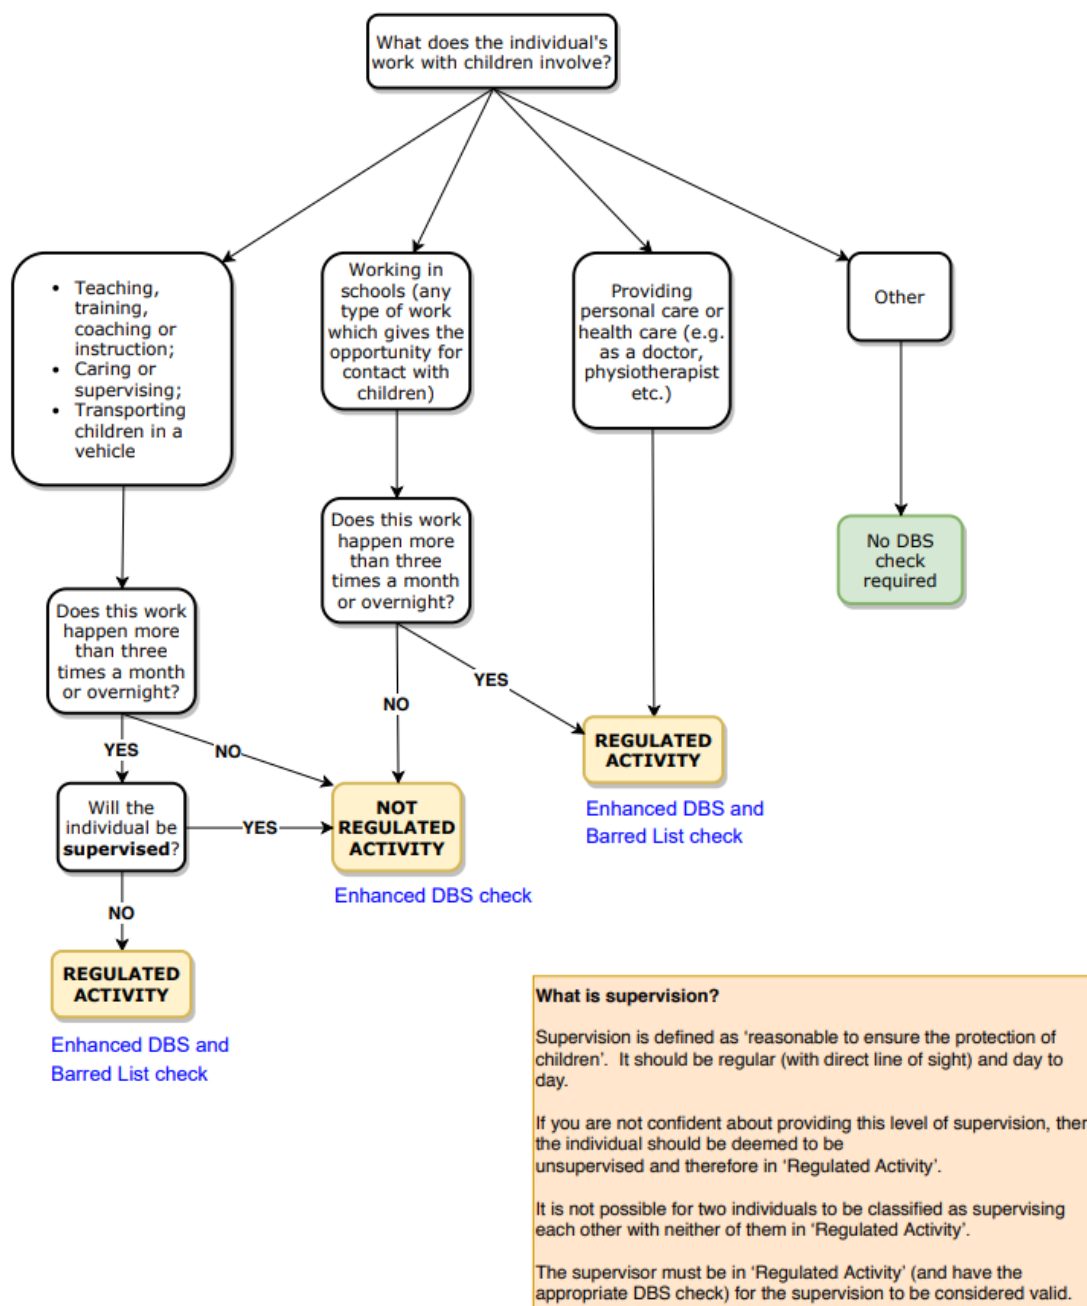 What does the individual's
work with children involve?
• Teaching,
training,
coaching or
instruction;
• Caring or
supervising;
• Transporting
children in a
vehicle
Working in
schools (any
type of work
which gives the
opportunity for
contact with
children)
Providing
personal care or
health care (e.g.
as a doctor,
physiotherapist
etc.)
Other
Does this work
happen more
than three
times a month
or overnight?
No DBS
check
required
Does this work
happen more
than three
times a month
or overnight?
YES
NO
YES
NO
REGULATED
ACTIVITY
Enhanced DBS and
Barred List check
Will the
individual be
supervised?
YES
NOT
REGULATED
ACTIVITY
Enhanced DBS check
NO
REGULATED
ACTIVITY
Enhanced DBS and
Barred List check
What is supervision?
Supervision is defined as ‘reasonable to ensure the protection of
children’. It should be regular (with direct line of sight) and day to
day.
If you are not confident about providing this level of supervision, then
the individual should be deemed to be
unsupervised and therefore in ‘Regulated Activity’.
It is not possible for two individuals to be classified as supervising
each other with neither of them in ‘Regulated Activity’.
The supervisor must be in ‘Regulated Activity’ (and have the
appropriate DBS check) for the supervision to be considered valid.